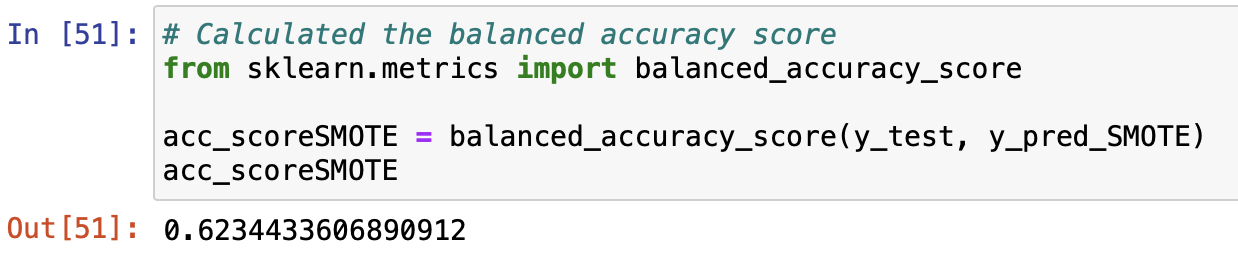 In [51]: # Calculated the balanced accuracy score
from sklearn.metrics import balanced_accuracy_score
acc_scoreSMOTE = balanced_accuracy_score(y_test, y_pred_SMOTE)
acc_scoreSMOTE
Out[51]: 0.6234433606890912